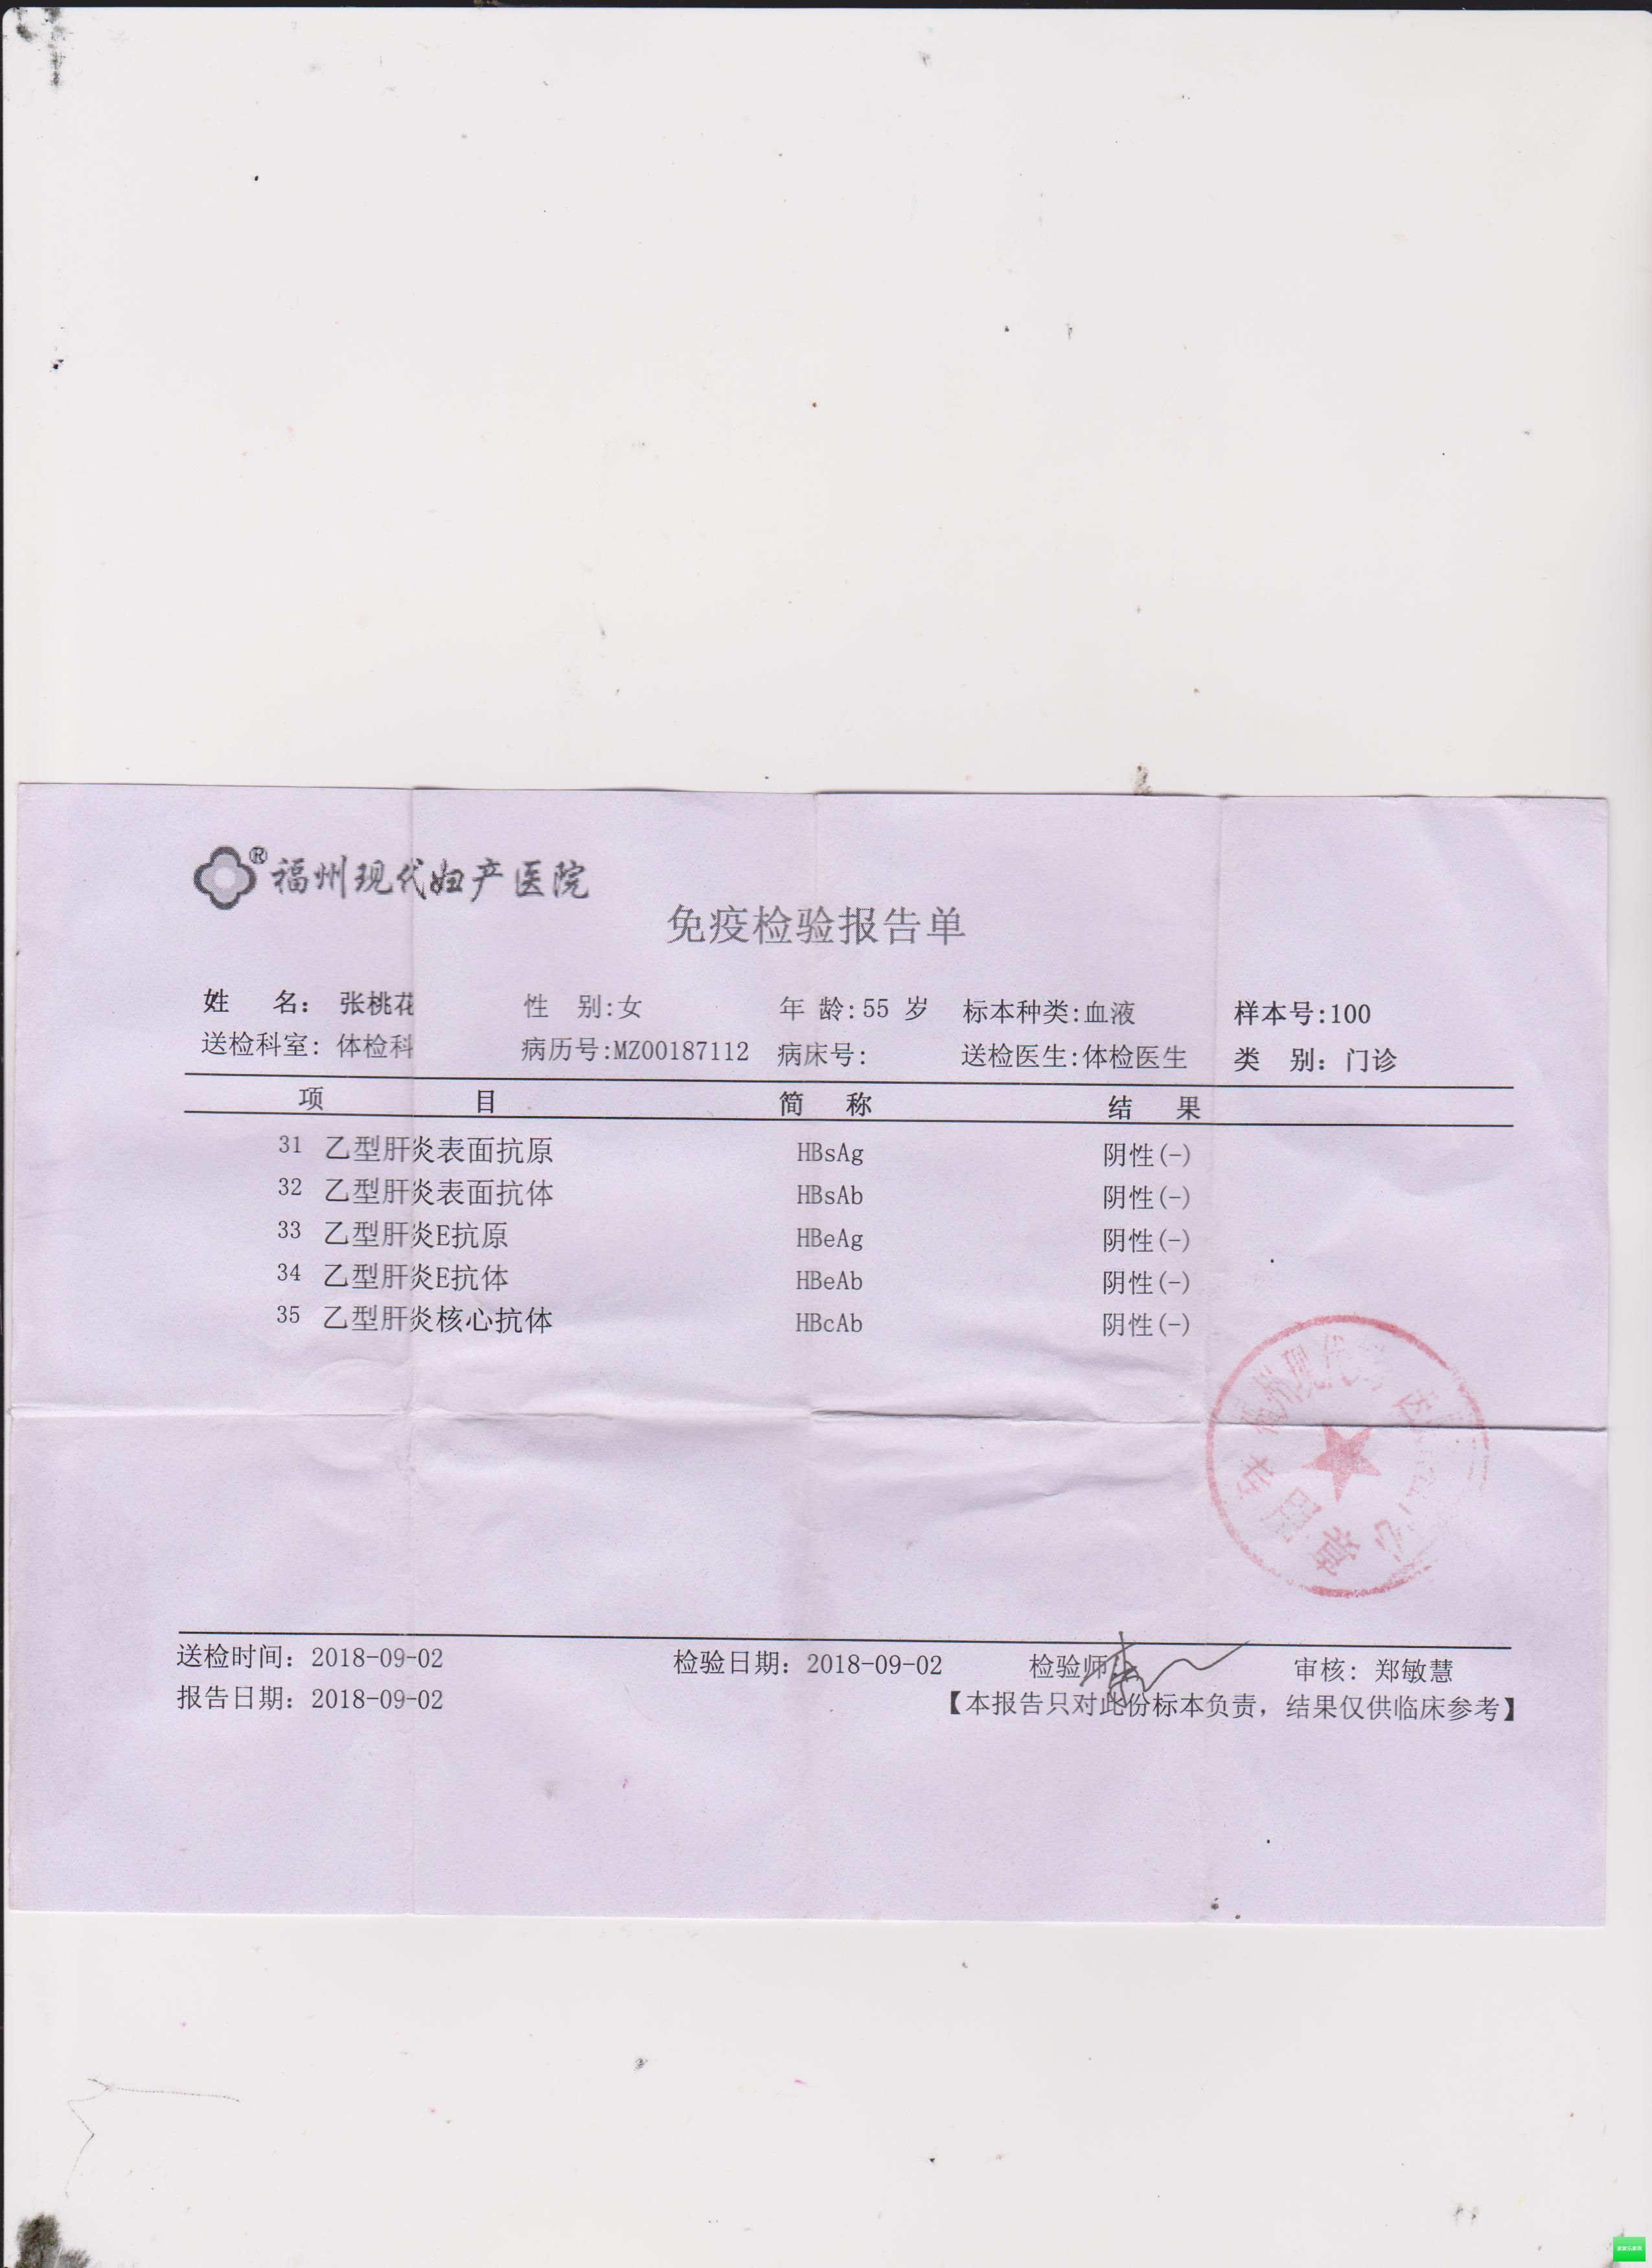 福州现代妇产医院
免疫检验报告单
姓 名: 张桃花 性 别:女 年 龄:55 岁 标本种类:血液 样本号:100
送检科室: 体检科 病历号:MZ00187112 病床号: 送检医生:体检医生 类 别: 门诊
项 目 简 称 结 果
31 乙型肝炎表面抗原 HBsAg 阴性(-)
32 乙型肝炎表面抗体 HBsAb 阴性(-)
33 乙型肝炎E抗原 HBeAg 阴性(-)
34 乙型肝炎E抗体 HBeAb 阴性(-)
35 乙型肝炎核心抗体 HBcAb 阴性(-)
福州现代
专用章
送检时间: 2018-09-02 检验日期: 2018-09-02 检验师: 审核: 郑敏慧
报告日期: 2018-09-02 【本报告只对此份标本负责, 结果仅供临床参考】